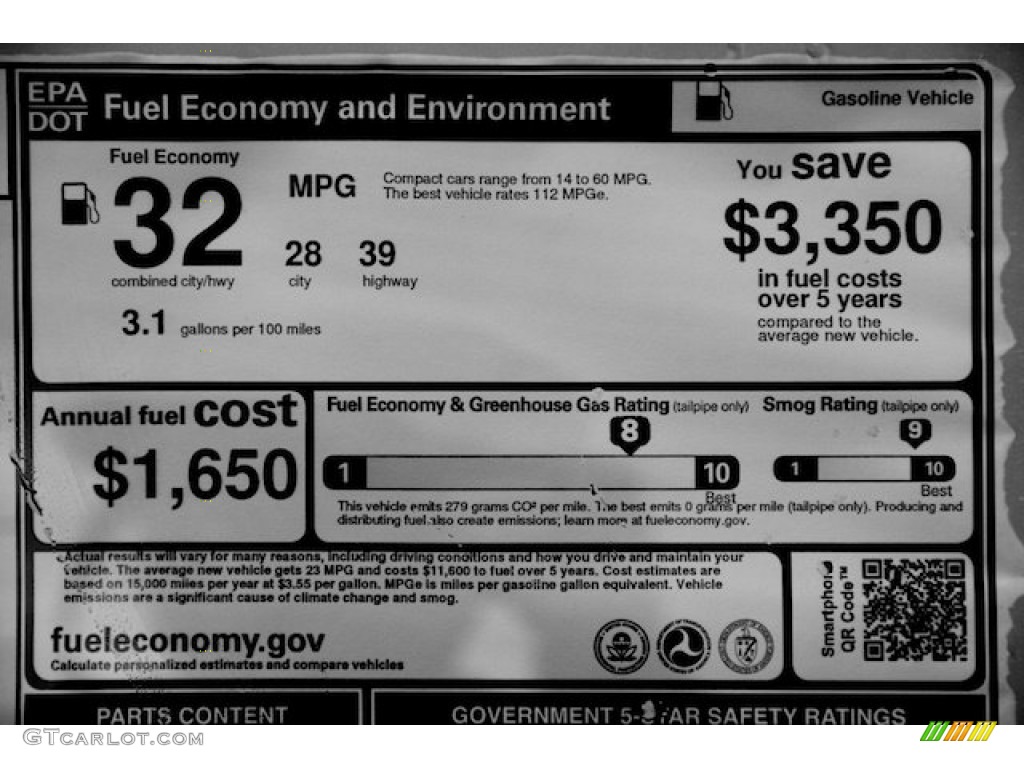 EPA
DOT
Fuel Economy and Environment
Gasoline Vehicle
Fuel Economy
32
combined city/hwy
MPG
28
city
39
highway
3.1 gallons per 100 miles
Compact cars range from 14 to 60 MPG.
The best vehicle rates 112 MPGe.
You save
$3,350
in fuel costs
over 5 years
compared to the
average new vehicle.
Annual fuel cost
$1,650
Fuel Economy & Greenhouse Gas Rating (tailpipe only)
8
1
10
Best
Smog Rating (tailpipe only)
9
1
10
Best
This vehicle emits 279 grams CO² per mile. The best emits 0 grams per mile (tailpipe only). Producing and
distributing fuel also create emissions; learn more at fueleconomy.gov.
Actual results will vary for many reasons, including driving conditions and how you drive and maintain your
vehicle. The average new vehicle gets 23 MPG and costs $11,600 to fuel over 5 years. Cost estimates are
based on 15,000 miles per year at $3.55 per gallon. MPGe is miles per gasoline gallon equivalent. Vehicle
emissions are a significant cause of climate change and smog.
fueleconomy.gov
Calculate personalized estimates and compare vehicles
Smartphone
QR Code™
PARTS CONTENT
GOVERNMENT 5-STAR SAFETY RATINGS
GTcarlot.com